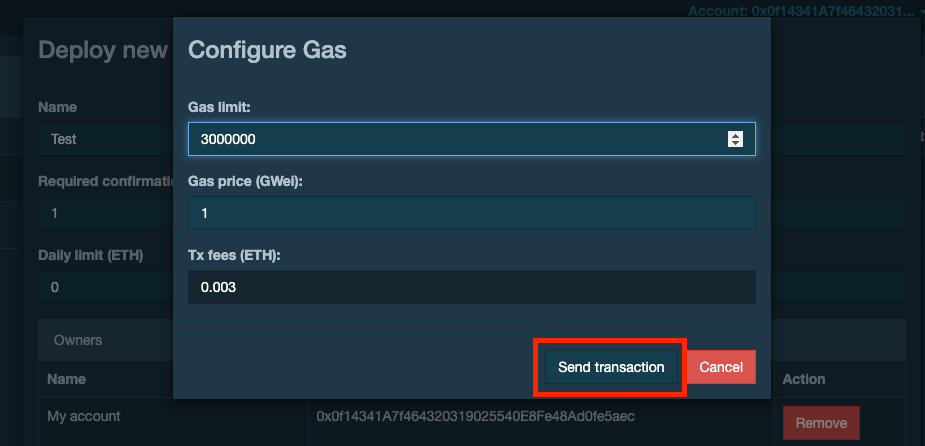 Account: 0x0f14341A7f46432031...
Deploy new
Configure Gas
Name
Gas limit:
Test
3000000
Required confirmatio
Gas price (GWei):
1
1
Daily limit (ETH)
Tx fees (ETH):
0
0.003
Owners
Send transaction
Cancel
Name
Action
My account
0x0f14341A7f464320319025540E8Fe48Ad0fe5aec
Remove